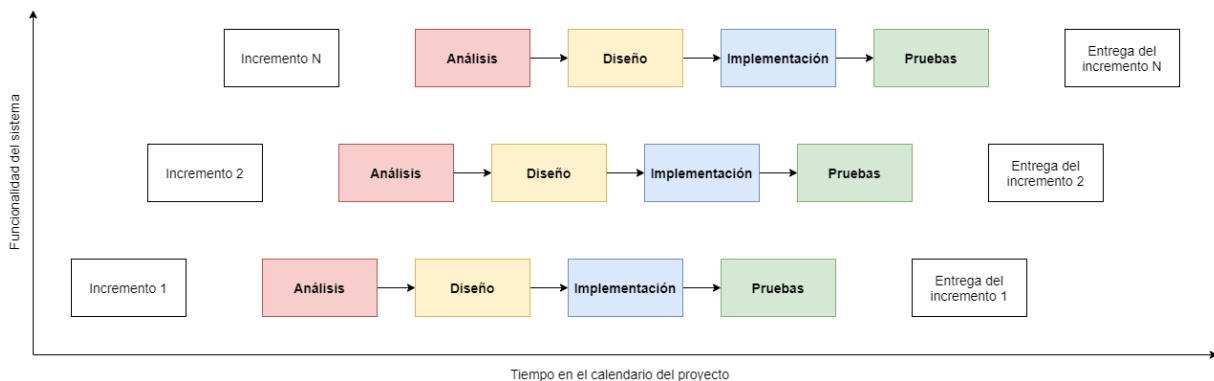 Funcionalidad del sistema
Incremento N
Análisis
Diseño
Implementación
Pruebas
Entrega del
incremento N
Incremento 2
Análisis
Diseño
Implementación
Pruebas
Entrega del
incremento 2
Incremento 1
Análisis
Diseño
Implementación
Pruebas
Entrega del
incremento 1
Tiempo en el calendario del proyecto